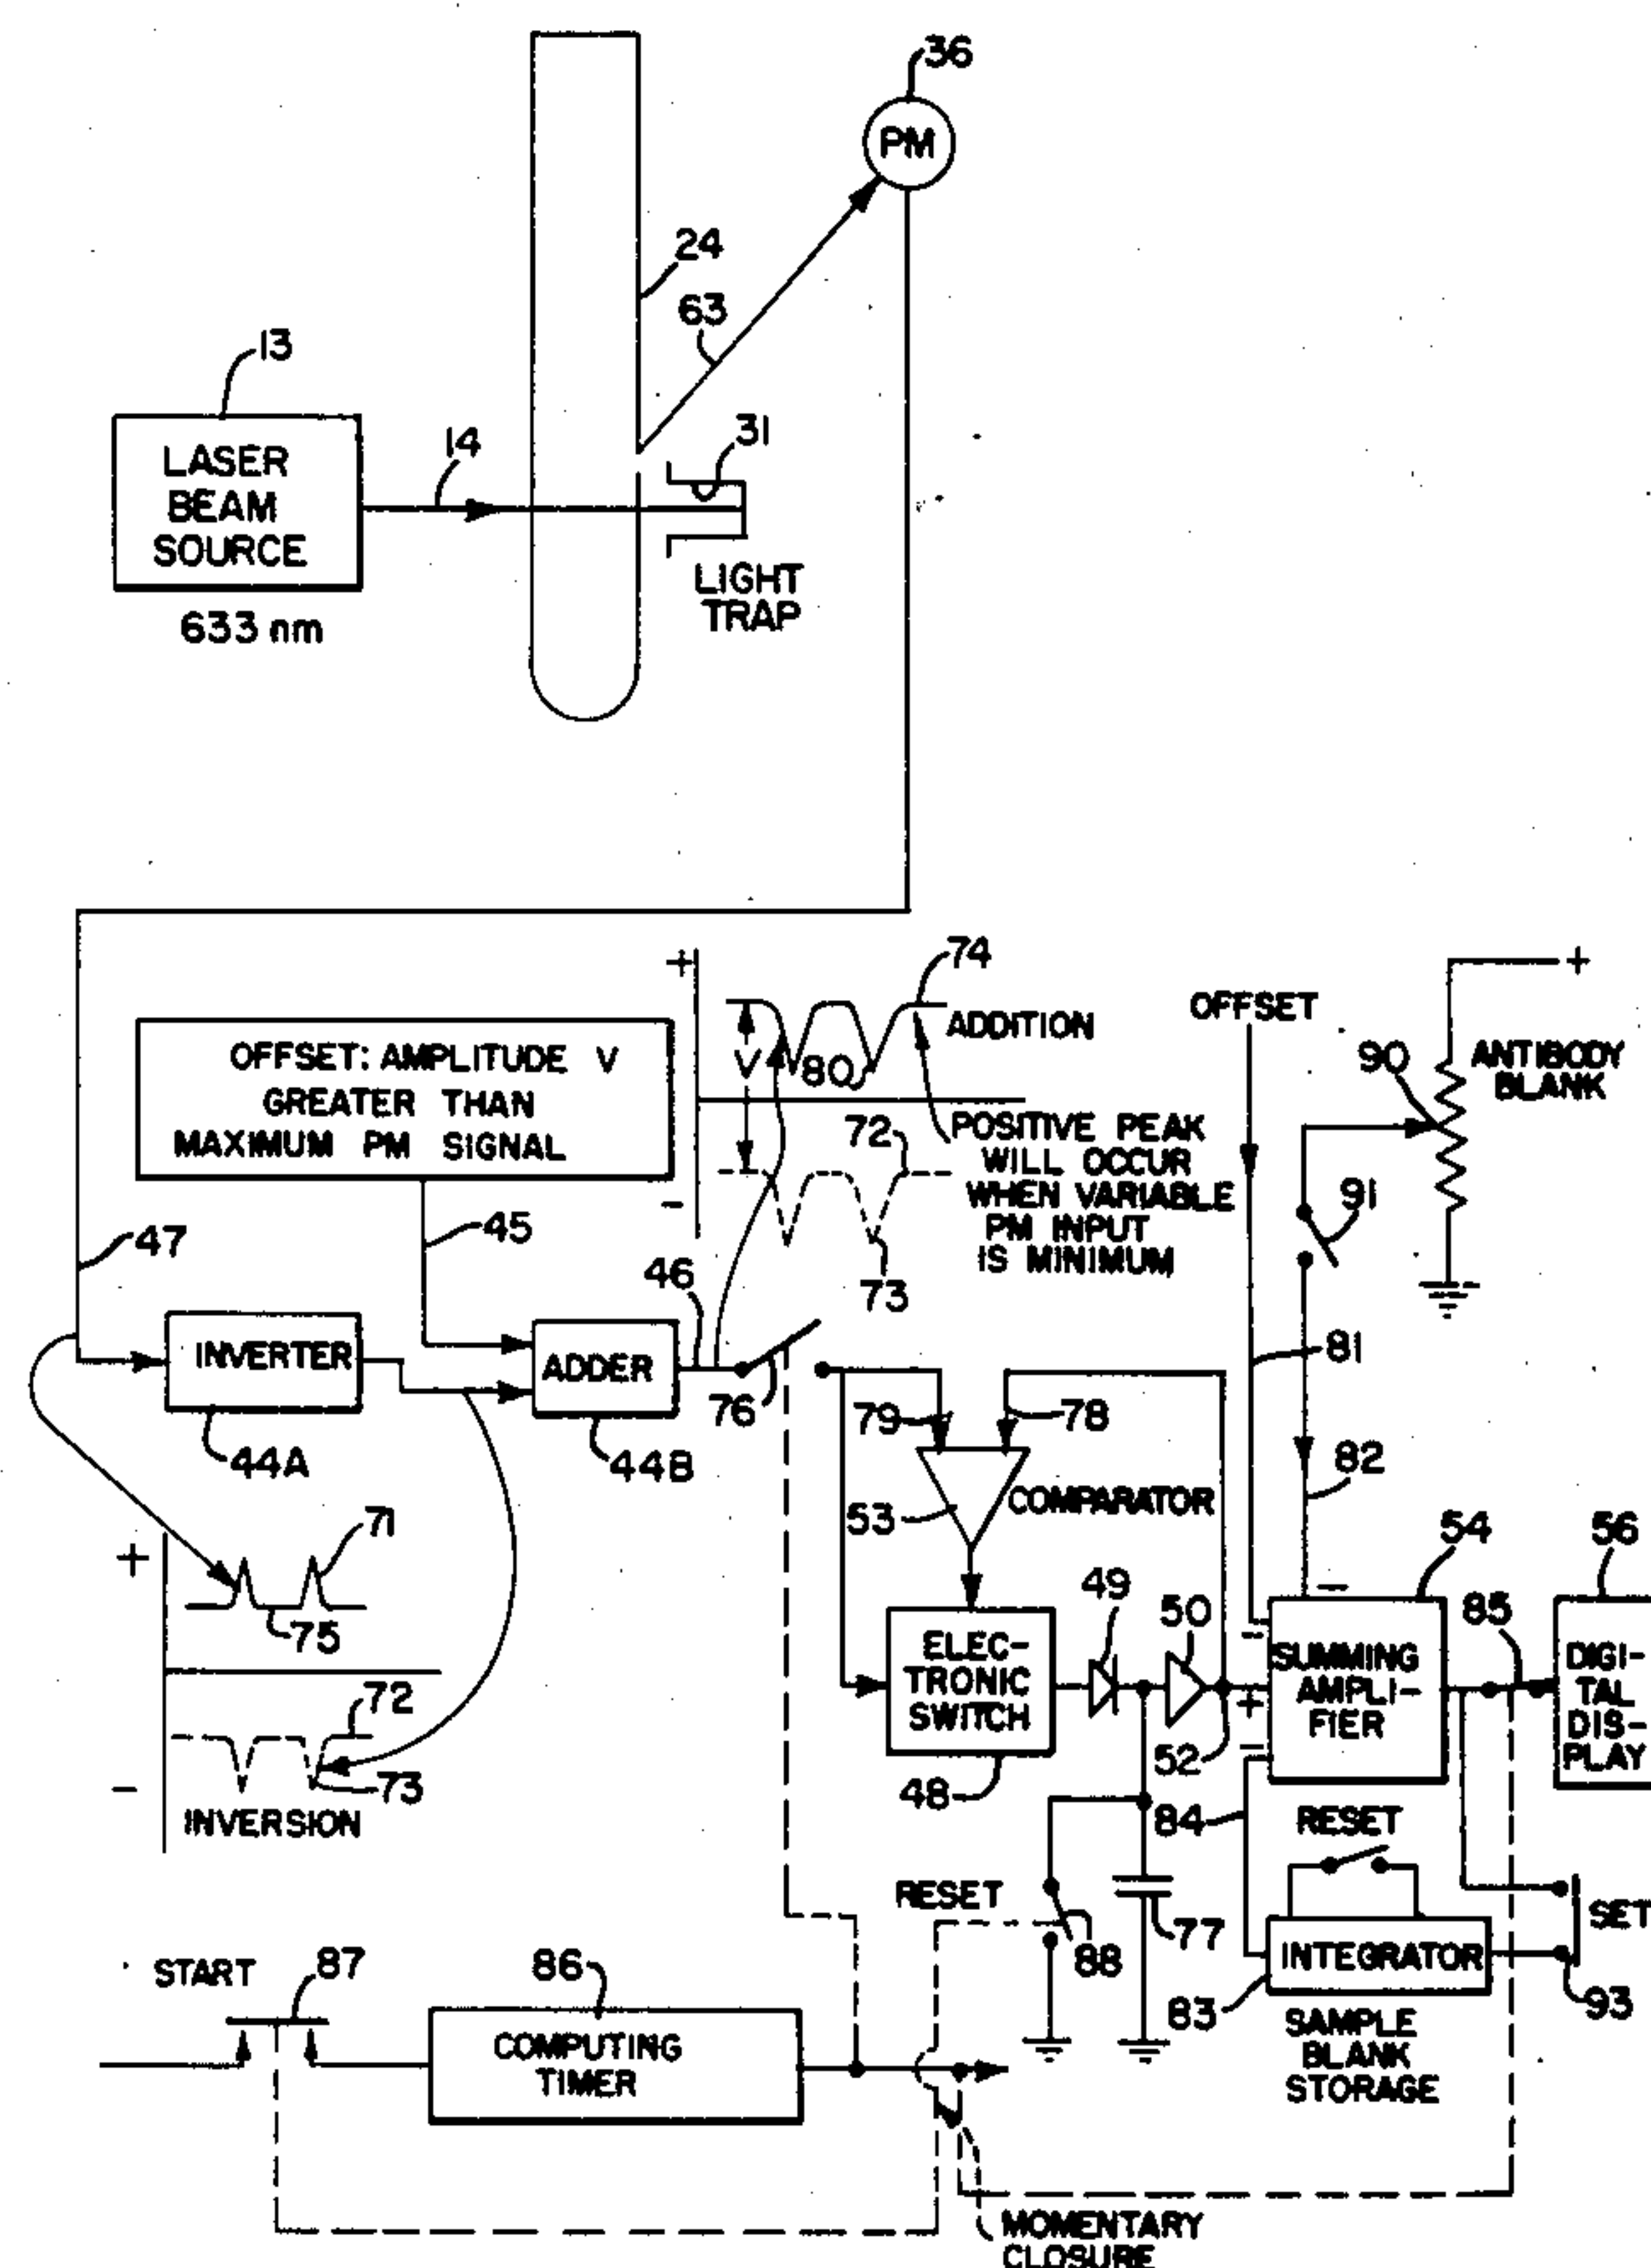 36
PM
24
63
13
LASER
BEAM
SOURCE
14
31
LIGHT
TRAP
633 nm
+
74
ADDITION
V
80
OFFSET: AMPLITUDE V
GREATER THAN
MAXIMUM PM SIGNAL
72
POSITIVE PEAK
WILL OCCUR
WHEN VARIABLE
PM INPUT
IS MINIMUM
-
73
OFFSET
+
90
ANTIBODY
BLANK
91
47
45
46
INVERTER
ADDER
76
44A
44B
81
79
78
53
COMPARATOR
82
+
71
75
72
-
73
INVERSION
49
50
ELEC-
TRONIC
SWITCH
48
52
-
-
+
-
54
SUMMING
AMPLI-
FIER
85
56
DIGI-
TAL
DIS-
PLAY
84
RESET
RESET
88
77
INTEGRATOR
83
SET
93
SAMPLE
BLANK
STORAGE
START
87
86
COMPUTING
TIMER
MOMENTARY
CLOSURE